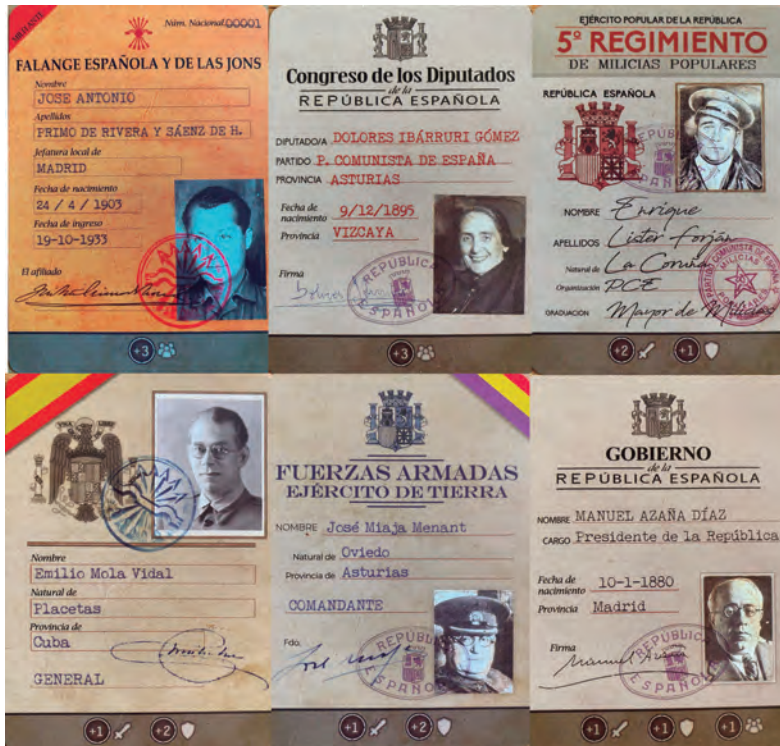 MILITANTE
Núm. Nacional 00001
FALANGE ESPAÑOLA Y DE LAS JONS
Nombre
JOSE ANTONIO
Apellidos
PRIMO DE RIVERA Y SÁENZ DE H.
Jefatura local de
MADRID
Fecha de nacimiento
24 / 4 / 1903
Fecha de ingreso
19-10-1933
El afiliado
+3
Congreso de los Diputados
de la
REPÚBLICA ESPAÑOLA
DIPUTADO/A DOLORES IBÁRRURI GÓMEZ
PARTIDO P. COMUNISTA DE ESPAÑA
PROVINCIA ASTURIAS
Fecha de
nacimiento 9/12/1895
Provincia VIZCAYA
Firma
REPÚBLICA
ESPAÑOLA
+3
EJÉRCITO POPULAR DE LA REPÚBLICA
5º REGIMIENTO
DE MILICIAS POPULARES
REPÚBLICA ESPAÑOLA
NOMBRE Enrique
APELLIDOS Líster Forján
Natural de La Coruña
Organización PCE
GRADUACIÓN Mayor de Milicias
PARTIDO COMUNISTA DE ESPAÑA
MILICIAS
POPULARES
+2 +1
Nombre
Emilio Mola Vidal
Natural de
Placetas
Provincia de
Cuba
GENERAL
+1 +2
FUERZAS ARMADAS
EJÉRCITO DE TIERRA
NOMBRE José Miaja Menant
Natural de Oviedo
Provincia de Asturias
COMANDANTE
Fdo.
REPÚBLICA
ESPAÑOLA
+1 +2
GOBIERNO
de la
REPÚBLICA ESPAÑOLA
NOMBRE MANUEL AZAÑA DÍAZ
CARGO Presidente de la República
Fecha de
nacimiento 10-1-1880
Provincia Madrid
Firma
Manuel Azaña
REPÚBLICA
ESPAÑOLA
+1 +1 +1